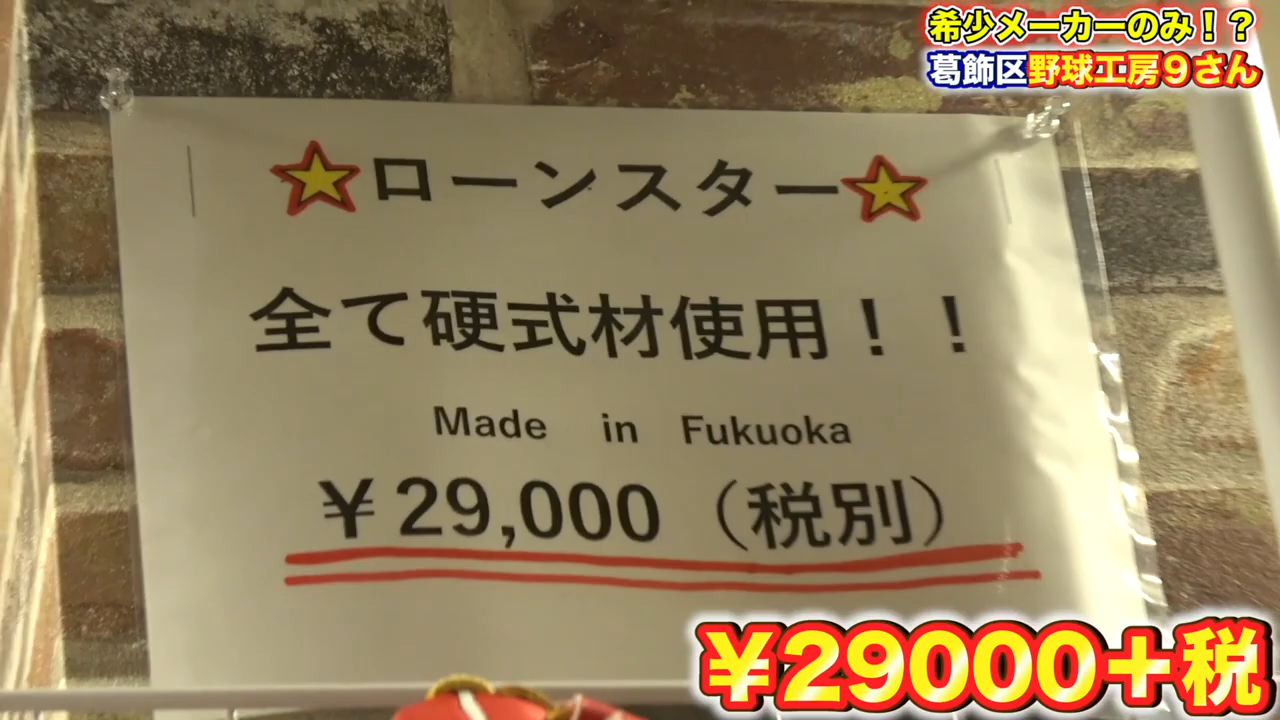 希少メーカーのみ！？
葛飾区野球工房９さん
★ローンスター★
全て硬式材使用！！
Made in Fukuoka
￥29,000（税別）
￥29000＋税